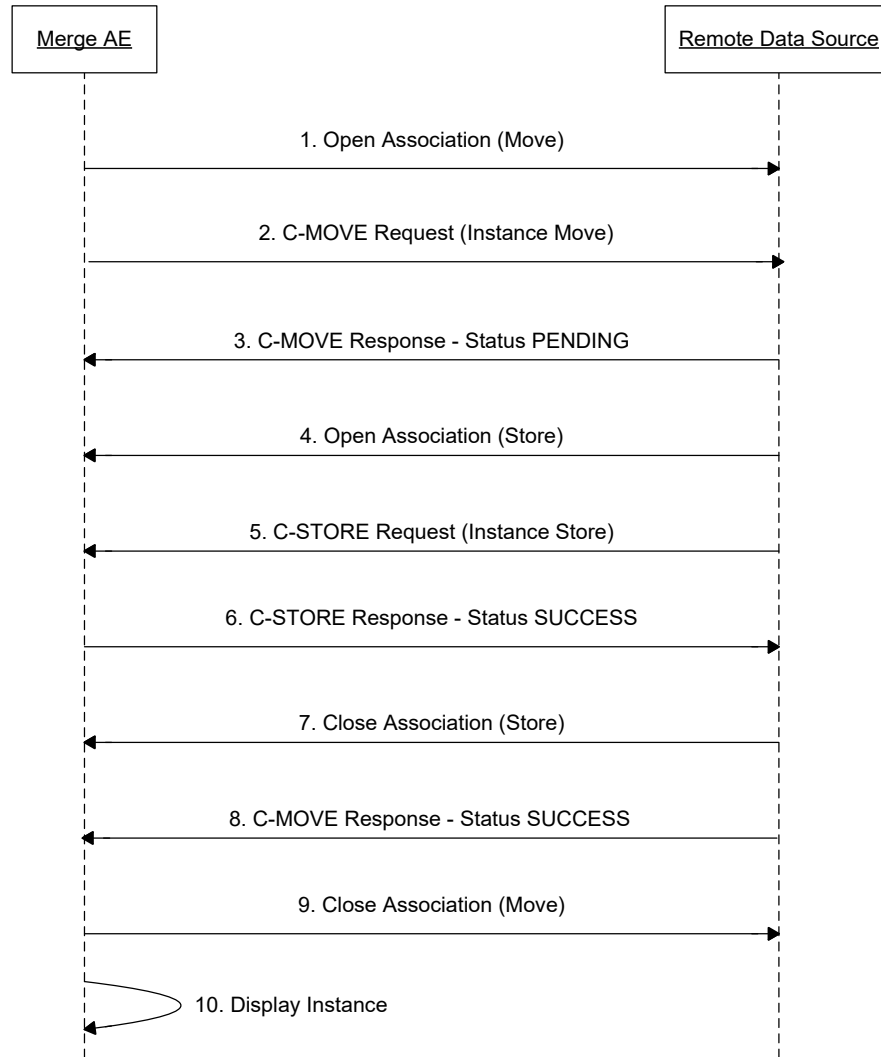 Merge AE
Remote Data Source
1. Open Association (Move)
2. C-MOVE Request (Instance Move)
3. C-MOVE Response - Status PENDING
4. Open Association (Store)
5. C-STORE Request (Instance Store)
6. C-STORE Response - Status SUCCESS
7. Close Association (Store)
8. C-MOVE Response - Status SUCCESS
9. Close Association (Move)
10. Display Instance